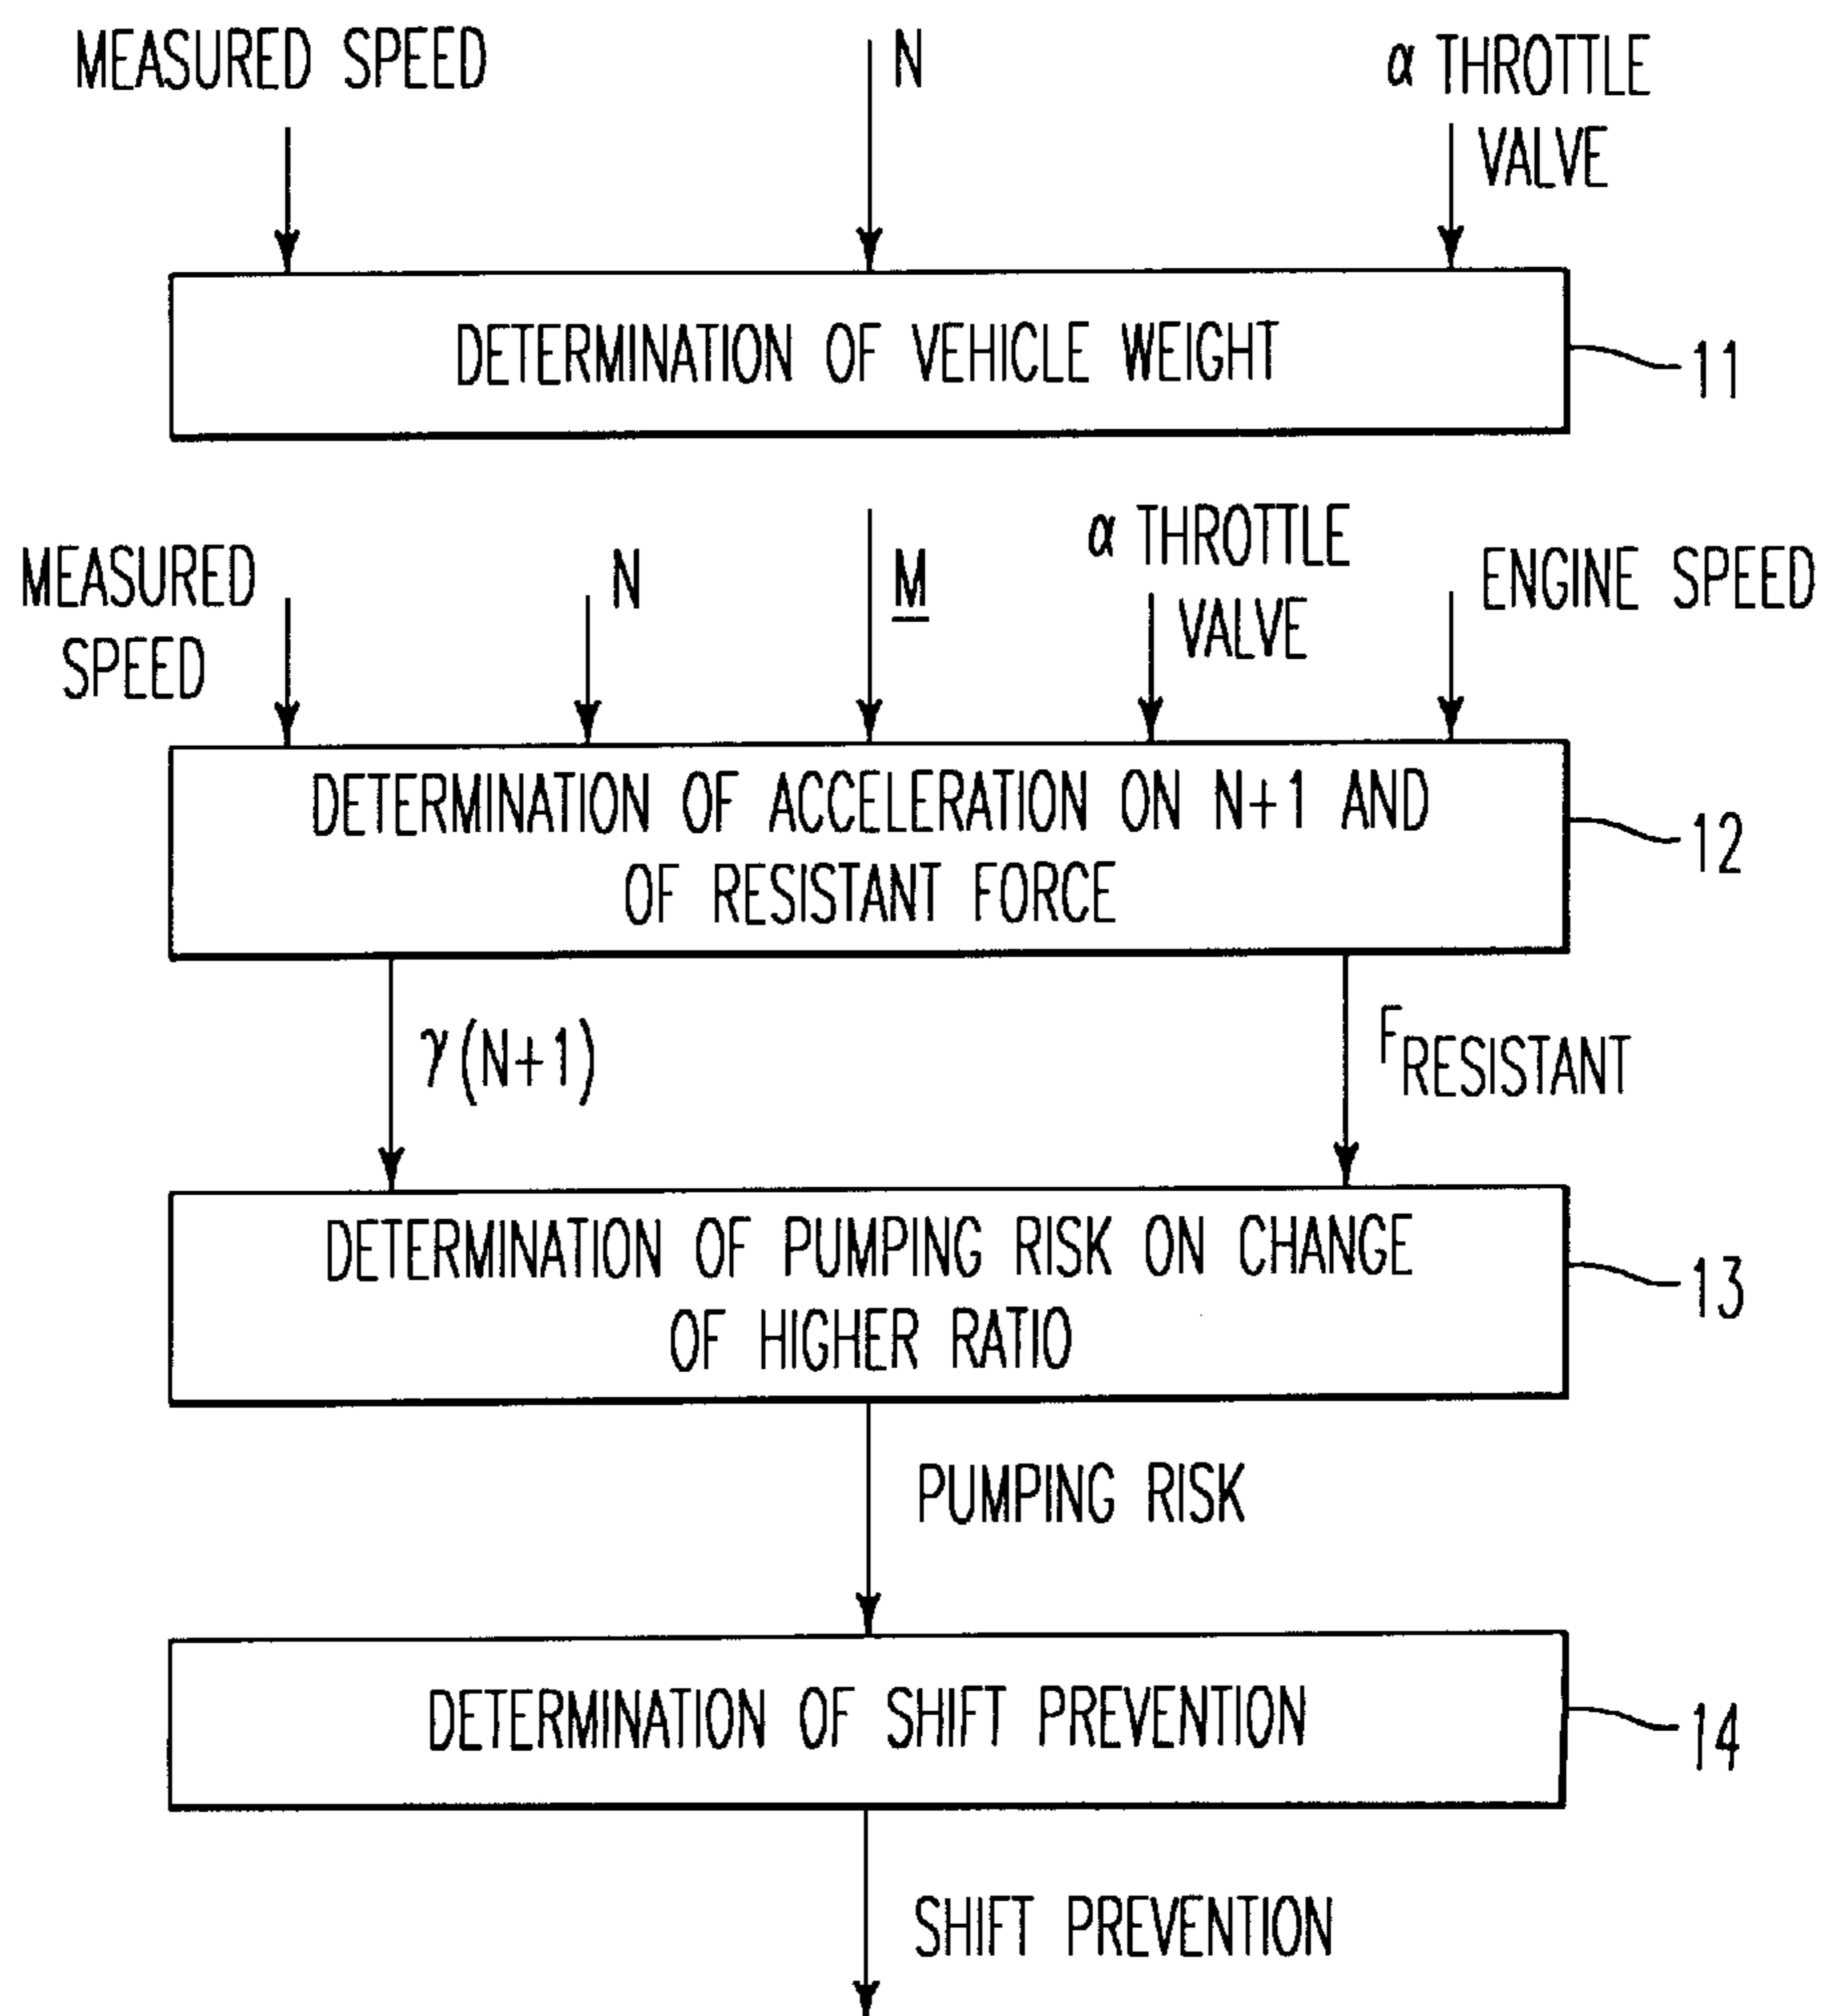 MEASURED SPEED
N
α THROTTLE
VALVE
DETERMINATION OF VEHICLE WEIGHT
11
MEASURED
SPEED
N
M
α THROTTLE
VALVE
ENGINE SPEED
DETERMINATION OF ACCELERATION ON N+1 AND
OF RESISTANT FORCE
12
γ(N+1)
FRESISTANT
DETERMINATION OF PUMPING RISK ON CHANGE
OF HIGHER RATIO
13
PUMPING RISK
DETERMINATION OF SHIFT PREVENTION
14
SHIFT PREVENTION